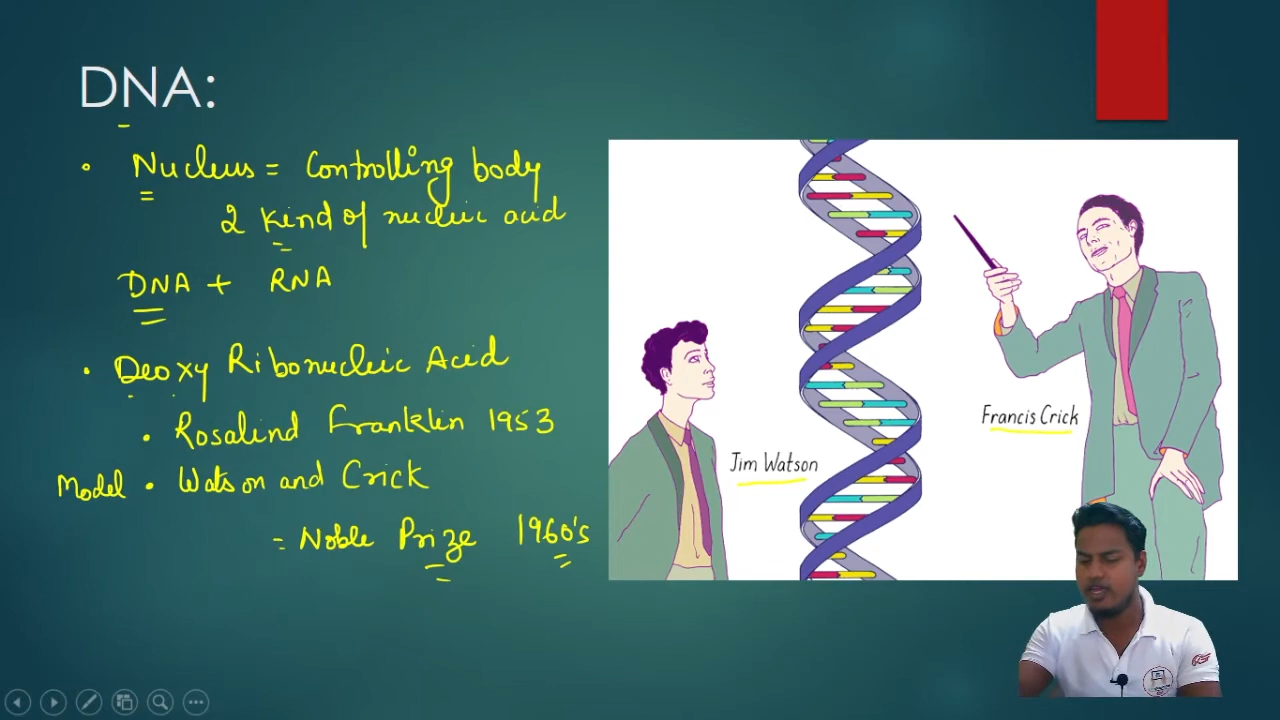 DNA:
• Nucleus = Controlling body
2 kind of nucleic acid
DNA + RNA
• Deoxy Ribonucleic Acid
• Rosalind Franklin 1953
Model • Watson and Crick
= Noble Prize 1960's
Jim Watson
Francis Crick